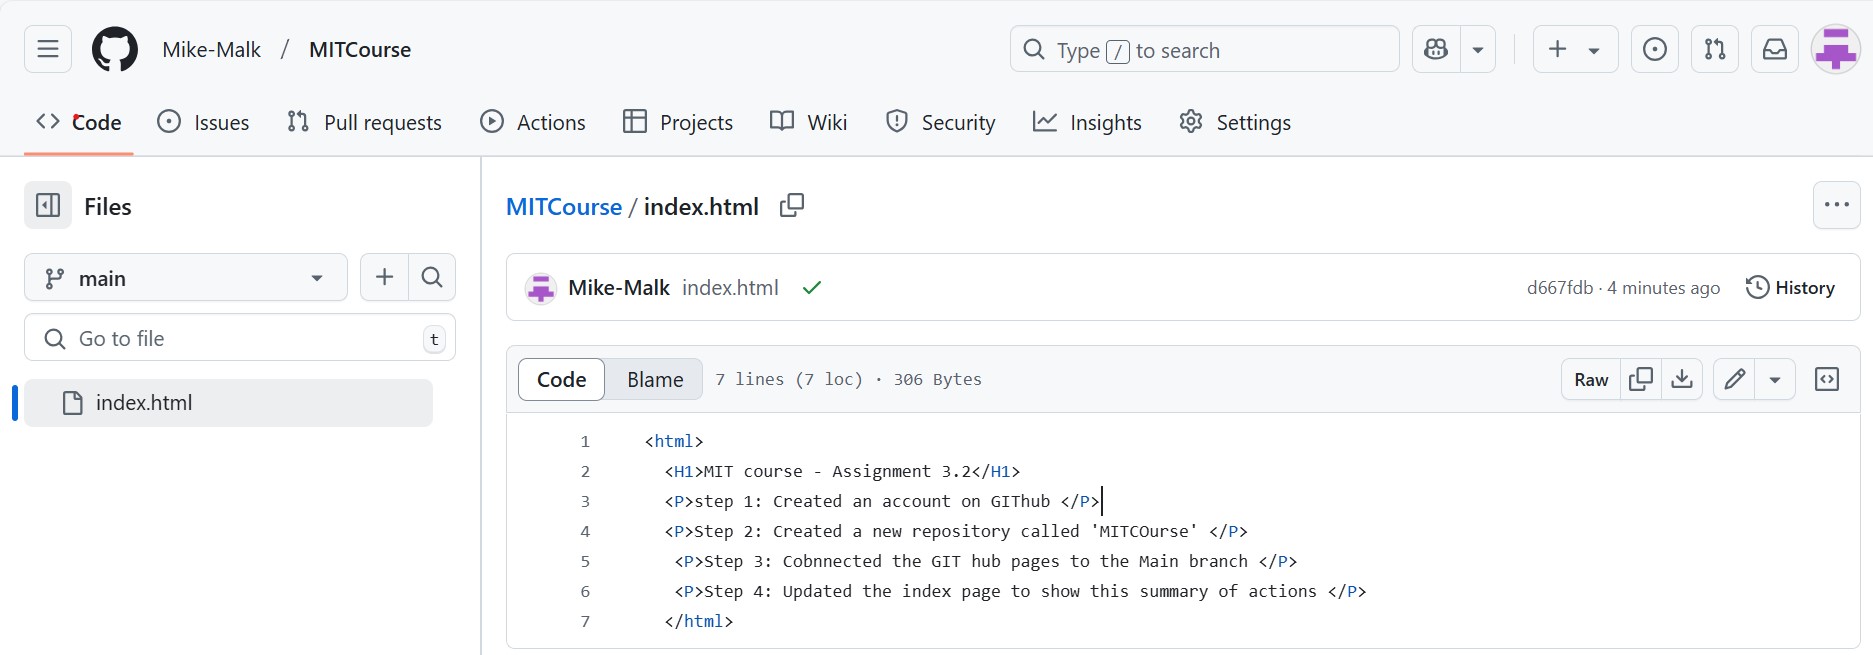 Mike-Malk / MITCourse
Type / to search
Code Issues Pull requests Actions Projects Wiki Security Insights Settings
Files
main
Go to file t
index.html
MITCourse / index.html
Mike-Malk index.html d667fdb · 4 minutes ago History
Code Blame 7 lines (7 loc) · 306 Bytes Raw
1 <html>
2 <H1>MIT course - Assignment 3.2</H1>
3 <P>step 1: Created an account on GIThub </P>
4 <P>Step 2: Created a new repository called 'MITCOurse' </P>
5 <P>Step 3: Cobnnected the GIT hub pages to the Main branch </P>
6 <P>Step 4: Updated the index page to show this summary of actions </P>
7 </html>